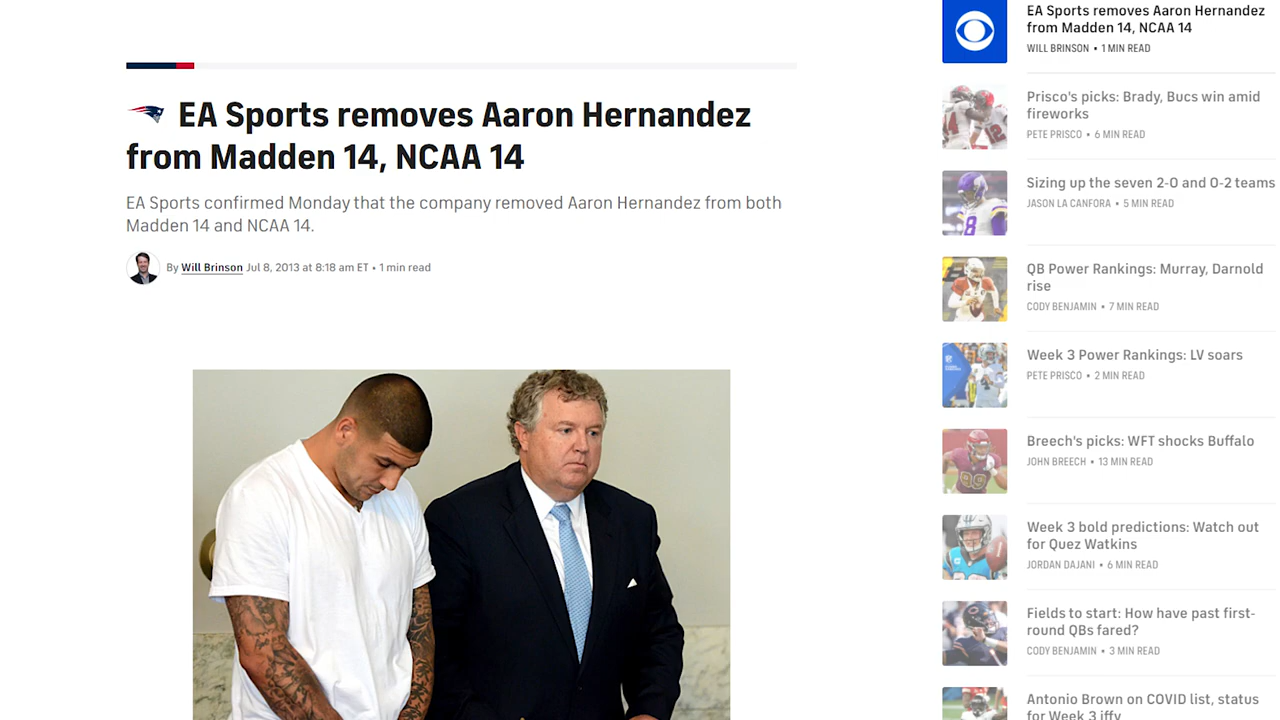 EA Sports removes Aaron Hernandez
from Madden 14, NCAA 14
EA Sports confirmed Monday that the company removed Aaron Hernandez from both
Madden 14 and NCAA 14.
By Will Brinson Jul 8, 2013 at 8:18 am ET • 1 min read
EA Sports removes Aaron Hernandez
from Madden 14, NCAA 14
WILL BRINSON • 1 MIN READ
Prisco's picks: Brady, Bucs win amid
fireworks
PETE PRISCO • 6 MIN READ
Sizing up the seven 2-0 and 0-2 teams
JASON LA CANFORA • 5 MIN READ
QB Power Rankings: Murray, Darnold
rise
CODY BENJAMIN • 7 MIN READ
Week 3 Power Rankings: LV soars
PETE PRISCO • 2 MIN READ
Breech's picks: WFT shocks Buffalo
JOHN BREECH • 13 MIN READ
Week 3 bold predictions: Watch out
for Quez Watkins
JORDAN DAJANI • 6 MIN READ
Fields to start: How have past first-
round QBs fared?
CODY BENJAMIN • 3 MIN READ
Antonio Brown on COVID list, status
for Week 3 iffy